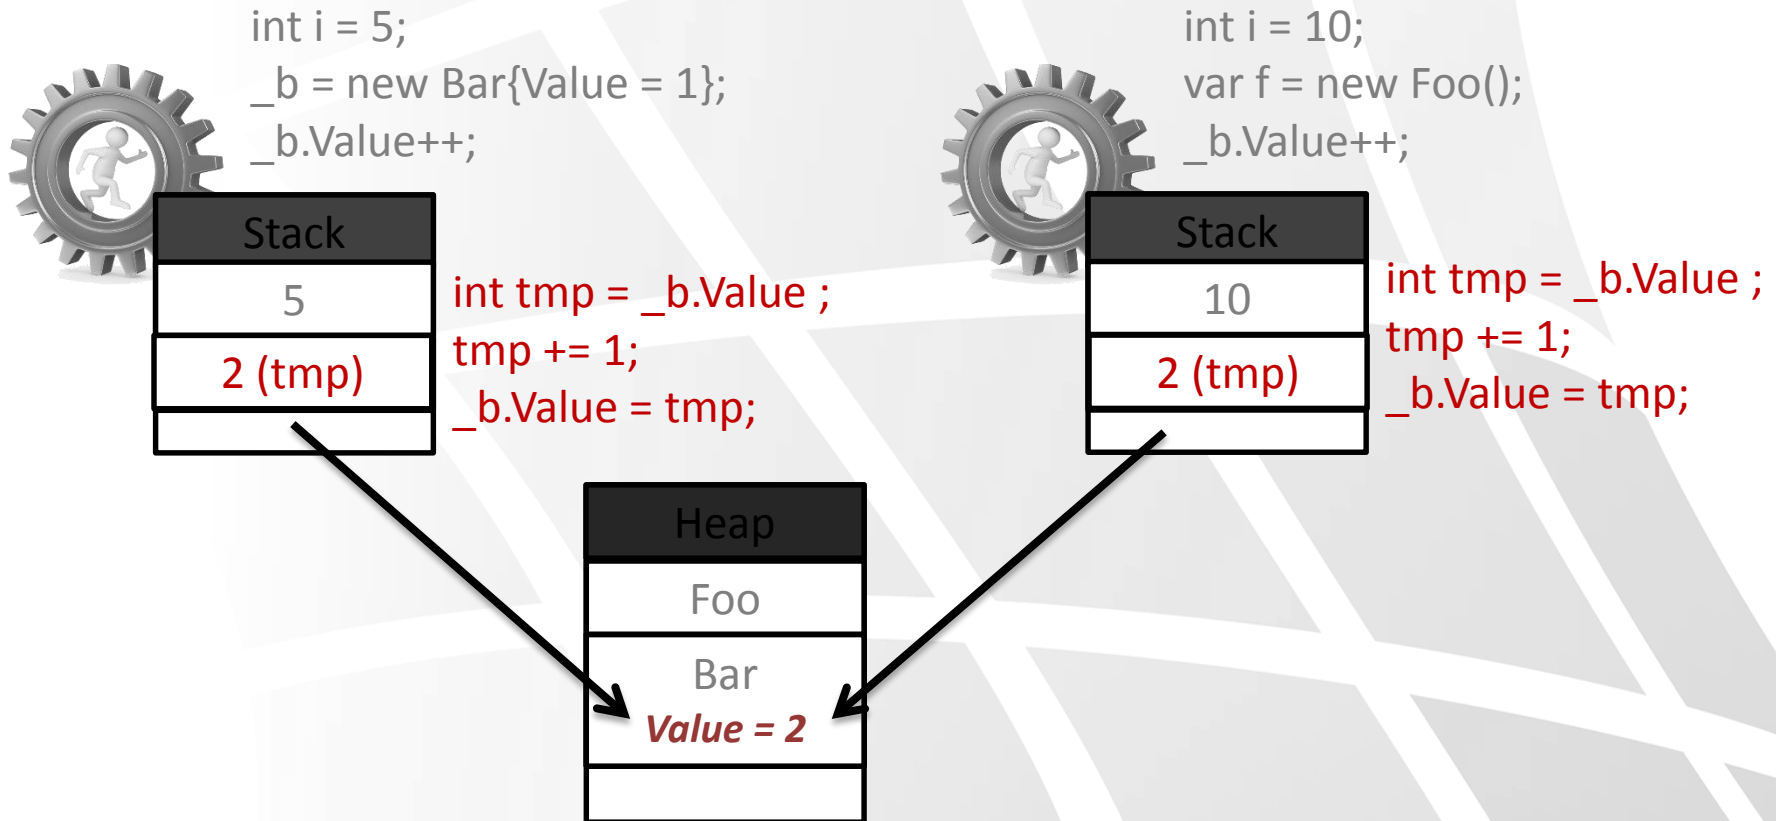 int i = 5;
_b = new Bar{Value = 1};
_b.Value++;
Stack
5
2 (tmp)
int tmp = _b.Value ;
tmp += 1;
_b.Value = tmp;
int i = 10;
var f = new Foo();
_b.Value++;
Stack
10
2 (tmp)
int tmp = _b.Value ;
tmp += 1;
_b.Value = tmp;
Heap
Foo
Bar
Value = 2